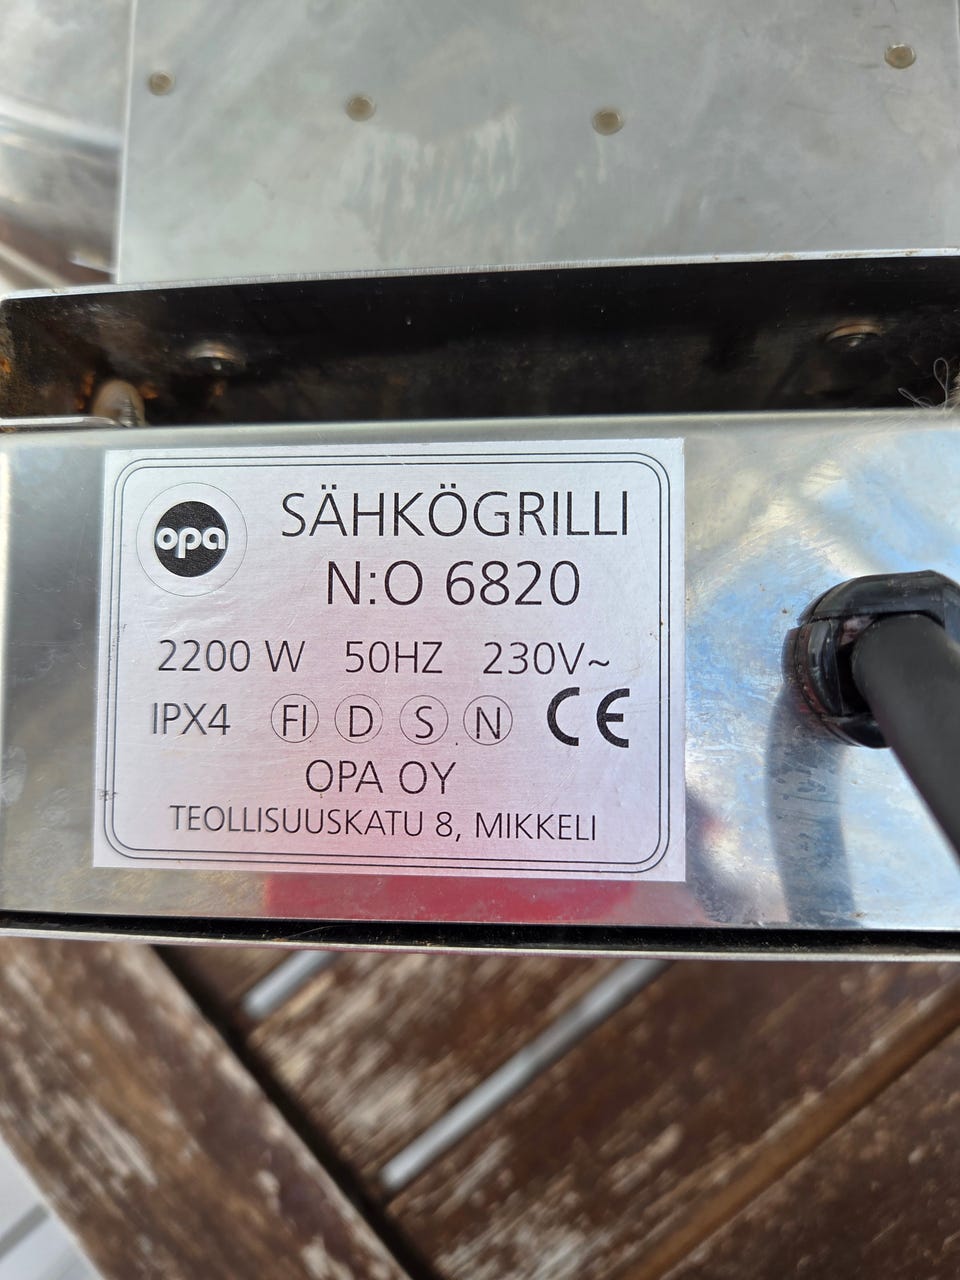 opa
SÄHKÖGRILLI
N:O 6820
2200 W 50HZ 230V~
IPX4 FI D S N CE
OPA OY
TEOLLISUUSKATU 8, MIKKELI